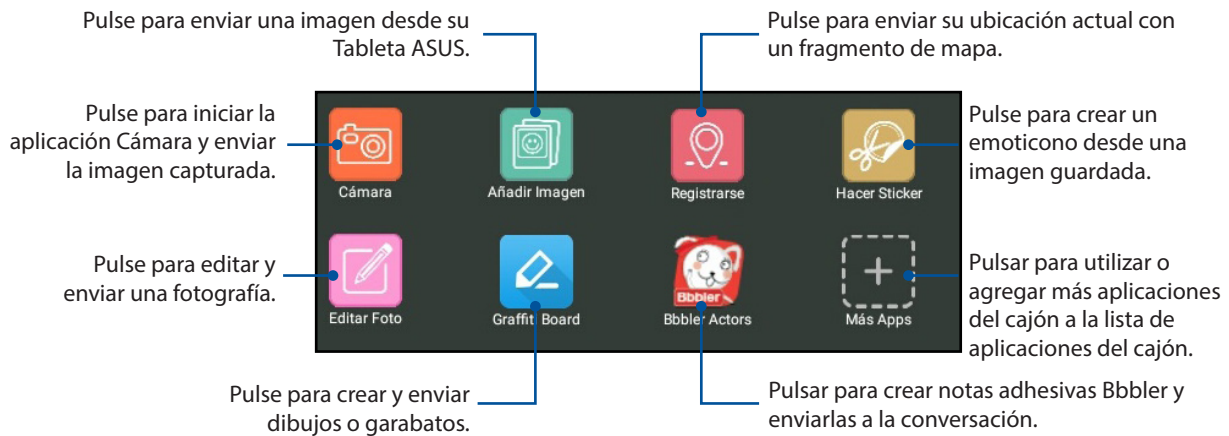 Pulse para enviar una imagen desde su
Tableta ASUS.
Pulse para enviar su ubicación actual con
un fragmento de mapa.
Pulse para iniciar la
aplicación Cámara y enviar
la imagen capturada.
Pulse para crear un
emoticono desde una
imagen guardada.
Cámara
Añadir Imagen
Registrarse
Hacer Sticker
Pulse para editar y
enviar una fotografía.
Bbbler
Pulsar para utilizar o
agregar más aplicaciones
del cajón a la lista de
aplicaciones del cajón.
Editar Foto
Graffiti Board
Bbbler Actors
Más Apps
Pulse para crear y enviar
dibujos o garabatos.
Pulsar para crear notas adhesivas Bbbler y
enviarlas a la conversación.